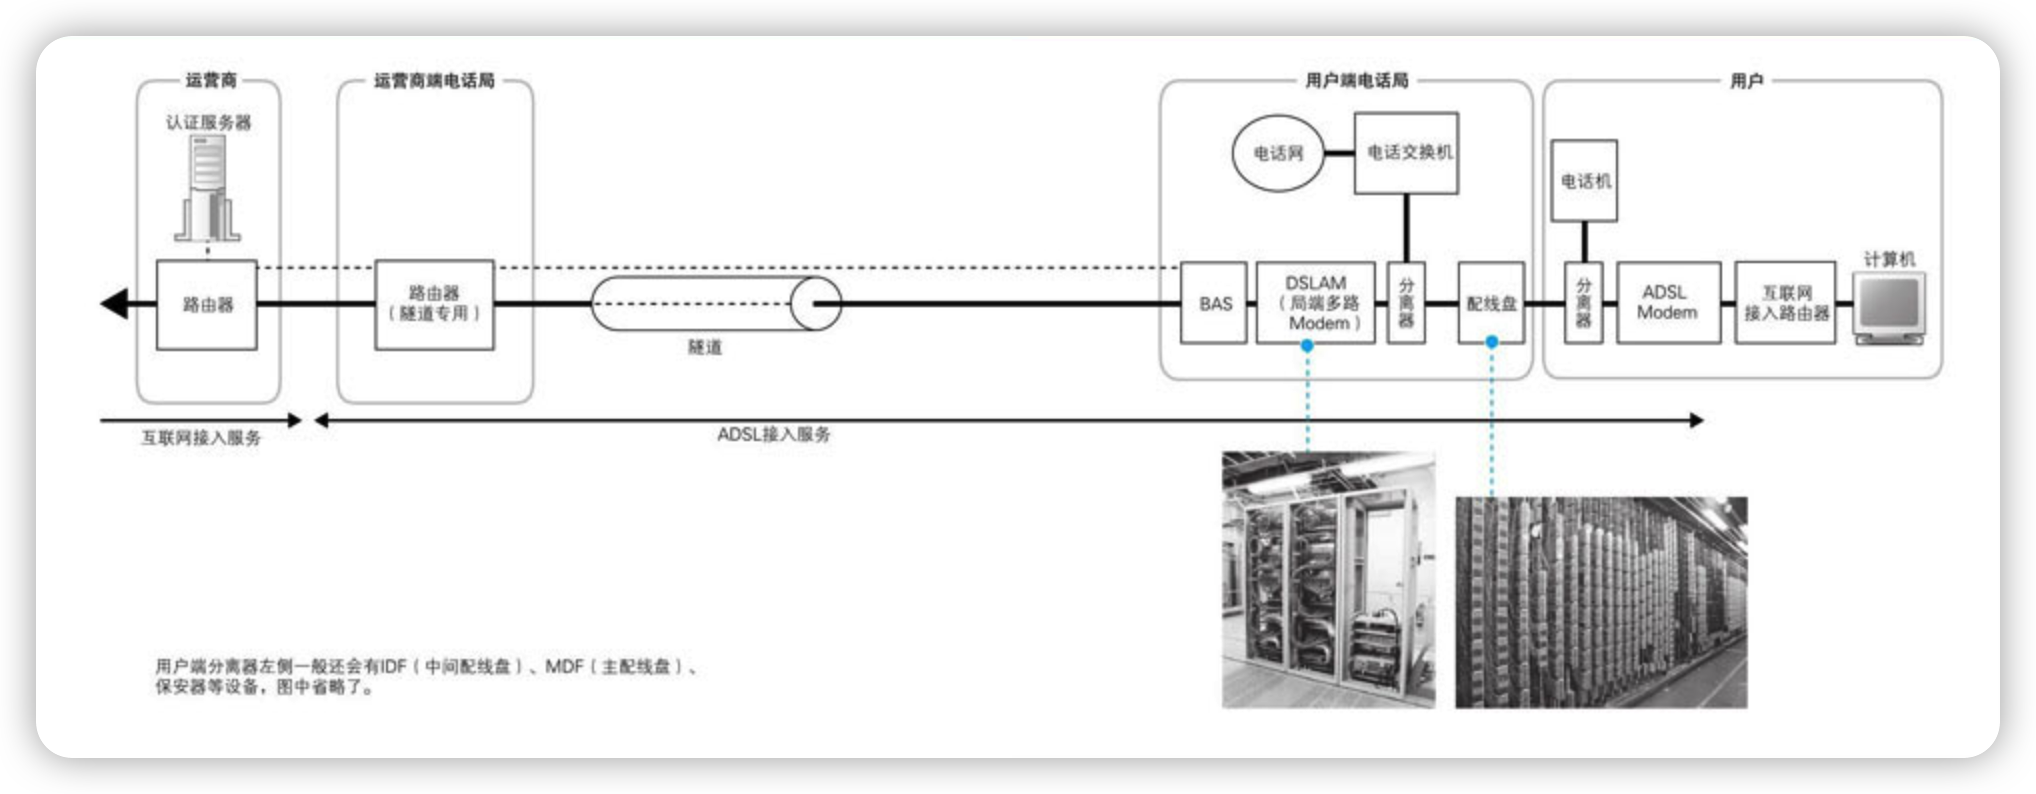 运营商
运营商端电话局
用户端电话局
用户
认证服务器
电话网
电话交换机
电话机
计算机
路由器
路由器
（隧道专用）
隧道
BAS
DSLAM
（局端多路
Modem）
分离器
配线盘
分离器
ADSL
Modem
互联网
接入路由器
互联网接入服务
ADSL接入服务
用户端分离器左侧一般还会有IDF（中间配线盘）、MDF（主配线盘）、
保安器等设备，图中省略了。